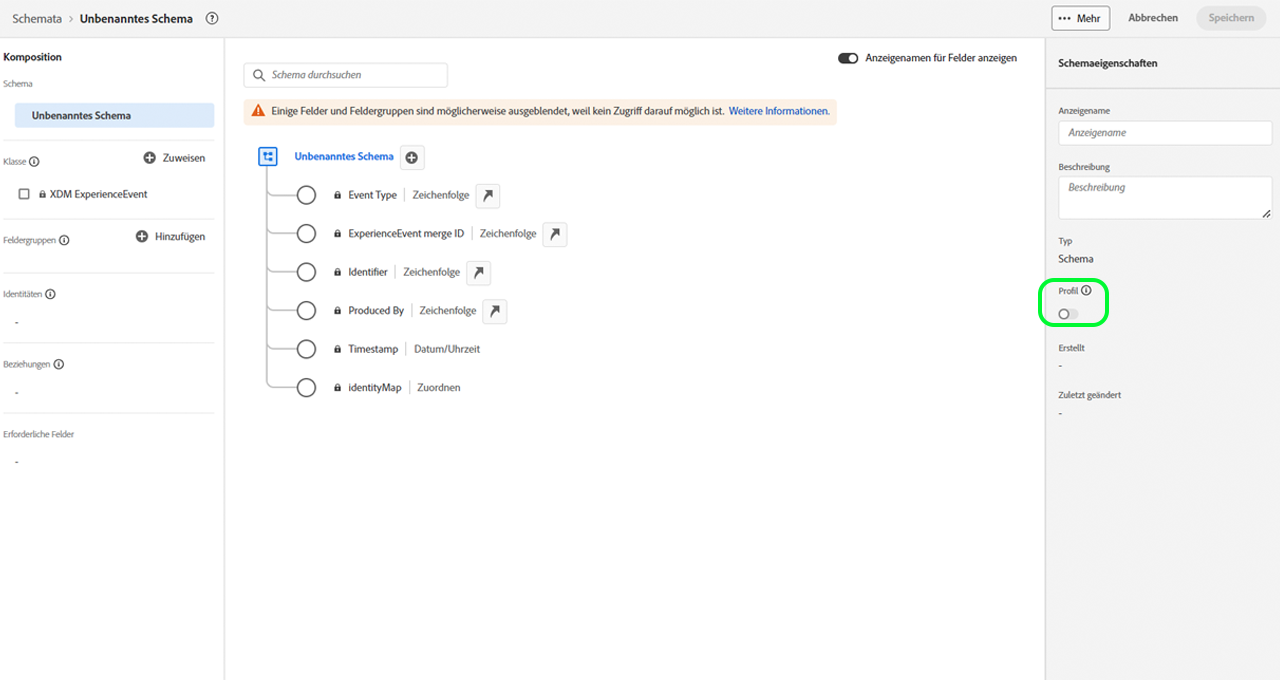 Schemata › Unbenanntes Schema
Mehr
Abbrechen
Speichern
Komposition
Schema
Unbenanntes Schema
Klasse
Zuweisen
XDM ExperienceEvent
Feldergruppen
Hinzufügen
Identitäten
-
Beziehungen
-
Erforderliche Felder
-
Schema durchsuchen
Anzeigenamen für Felder anzeigen
Einige Felder und Feldergruppen sind möglicherweise ausgeblendet, weil kein Zugriff darauf möglich ist. Weitere Informationen.
Unbenanntes Schema
Event Type | Zeichenfolge
ExperienceEvent merge ID | Zeichenfolge
Identifier | Zeichenfolge
Produced By | Zeichenfolge
Timestamp | Datum/Uhrzeit
identityMap | Zuordnen
Schemaeigenschaften
Anzeigename
Anzeigename
Beschreibung
Beschreibung
Typ
Schema
Profil
Erstellt
-
Zuletzt geändert
-